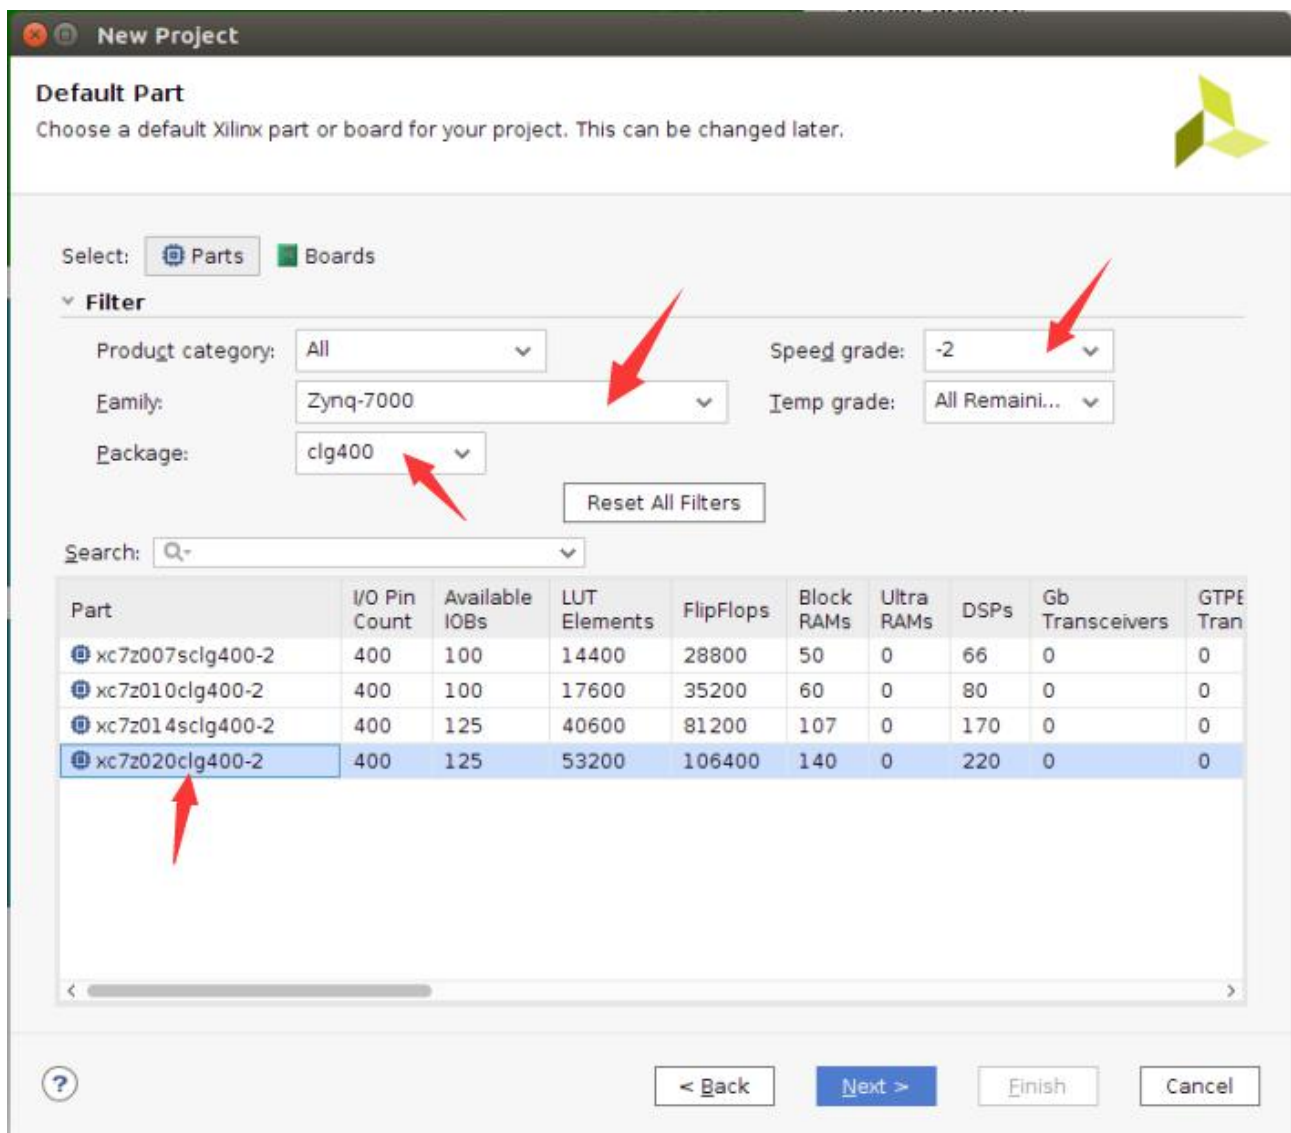 New Project
Default Part
Choose a default Xilinx part or board for your project. This can be changed later.
Select: Parts Boards
Filter
Product category: All Speed grade: -2
Family: Zynq-7000 Temp grade: All Remaini...
Package: clg400
Reset All Filters
Search:
Part I/O Pin Count Available IOBs LUT Elements FlipFlops Block RAMs Ultra RAMs DSPs Gb Transceivers GTPE Tran
xc7z007sclg400-2 400 100 14400 28800 50 0 66 0 0
xc7z010clg400-2 400 100 17600 35200 60 0 80 0 0
xc7z014sclg400-2 400 125 40600 81200 107 0 170 0 0
xc7z020clg400-2 400 125 53200 106400 140 0 220 0 0
? < Back Next > Finish Cancel